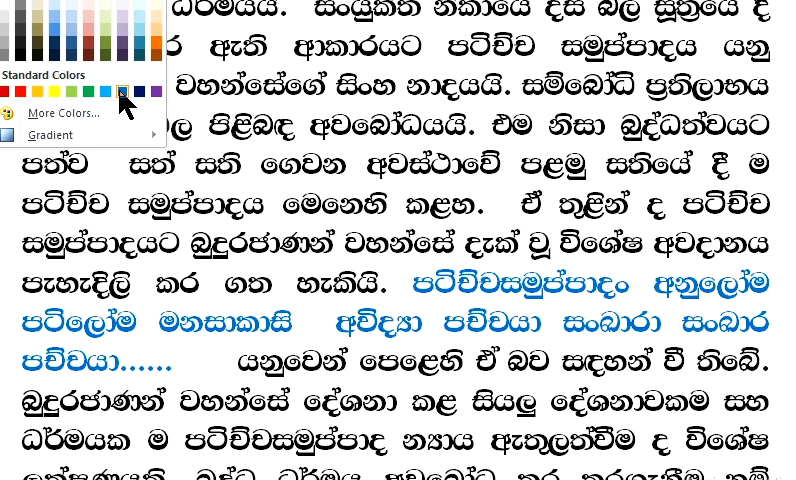 ධර්මයයි. සංයුක්ත නිකායේ දස බල සූත්‍රයේ ද
ඇති ආකාරයට පටිච්ච සමුප්පාදය යනු
Standard Colors
වහන්සේගේ සිංහ නාදයයි. සම්බෝධි ප්‍රතිලාභය
More Colors...
පිළිබඳ අවබෝධයයි. එම නිසා බුද්ධත්වයට
Gradient
පත්ව සත් සති ගෙවන අවස්ථාවේ පළමු සතියේ දී ම
පටිච්ච සමුප්පාදය මෙනෙහි කළහ. ඒ තුළින් ද පටිච්ච
සමුප්පාදයට බුදුරජාණන් වහන්සේ දැක් වූ විශේෂ අවදානය
පැහැදිලි කර ගත හැකියි. පටිච්චසමුප්පාදං අනුලෝම
පටිලෝම මනසාකාසි අවිද්‍යා පච්චයා සංඛාරා සංඛාර
පච්චයා...... යනුවෙන් පෙළෙහි ඒ බව සඳහන් වී තිබේ.
බුදුරජාණන් වහන්සේ දේශනා කළ සියලු දේශනාවකම සහ
ධර්මයක ම පටිච්චසමුප්පාද න්‍යාය ඇතුලත්වීම ද විශේෂ